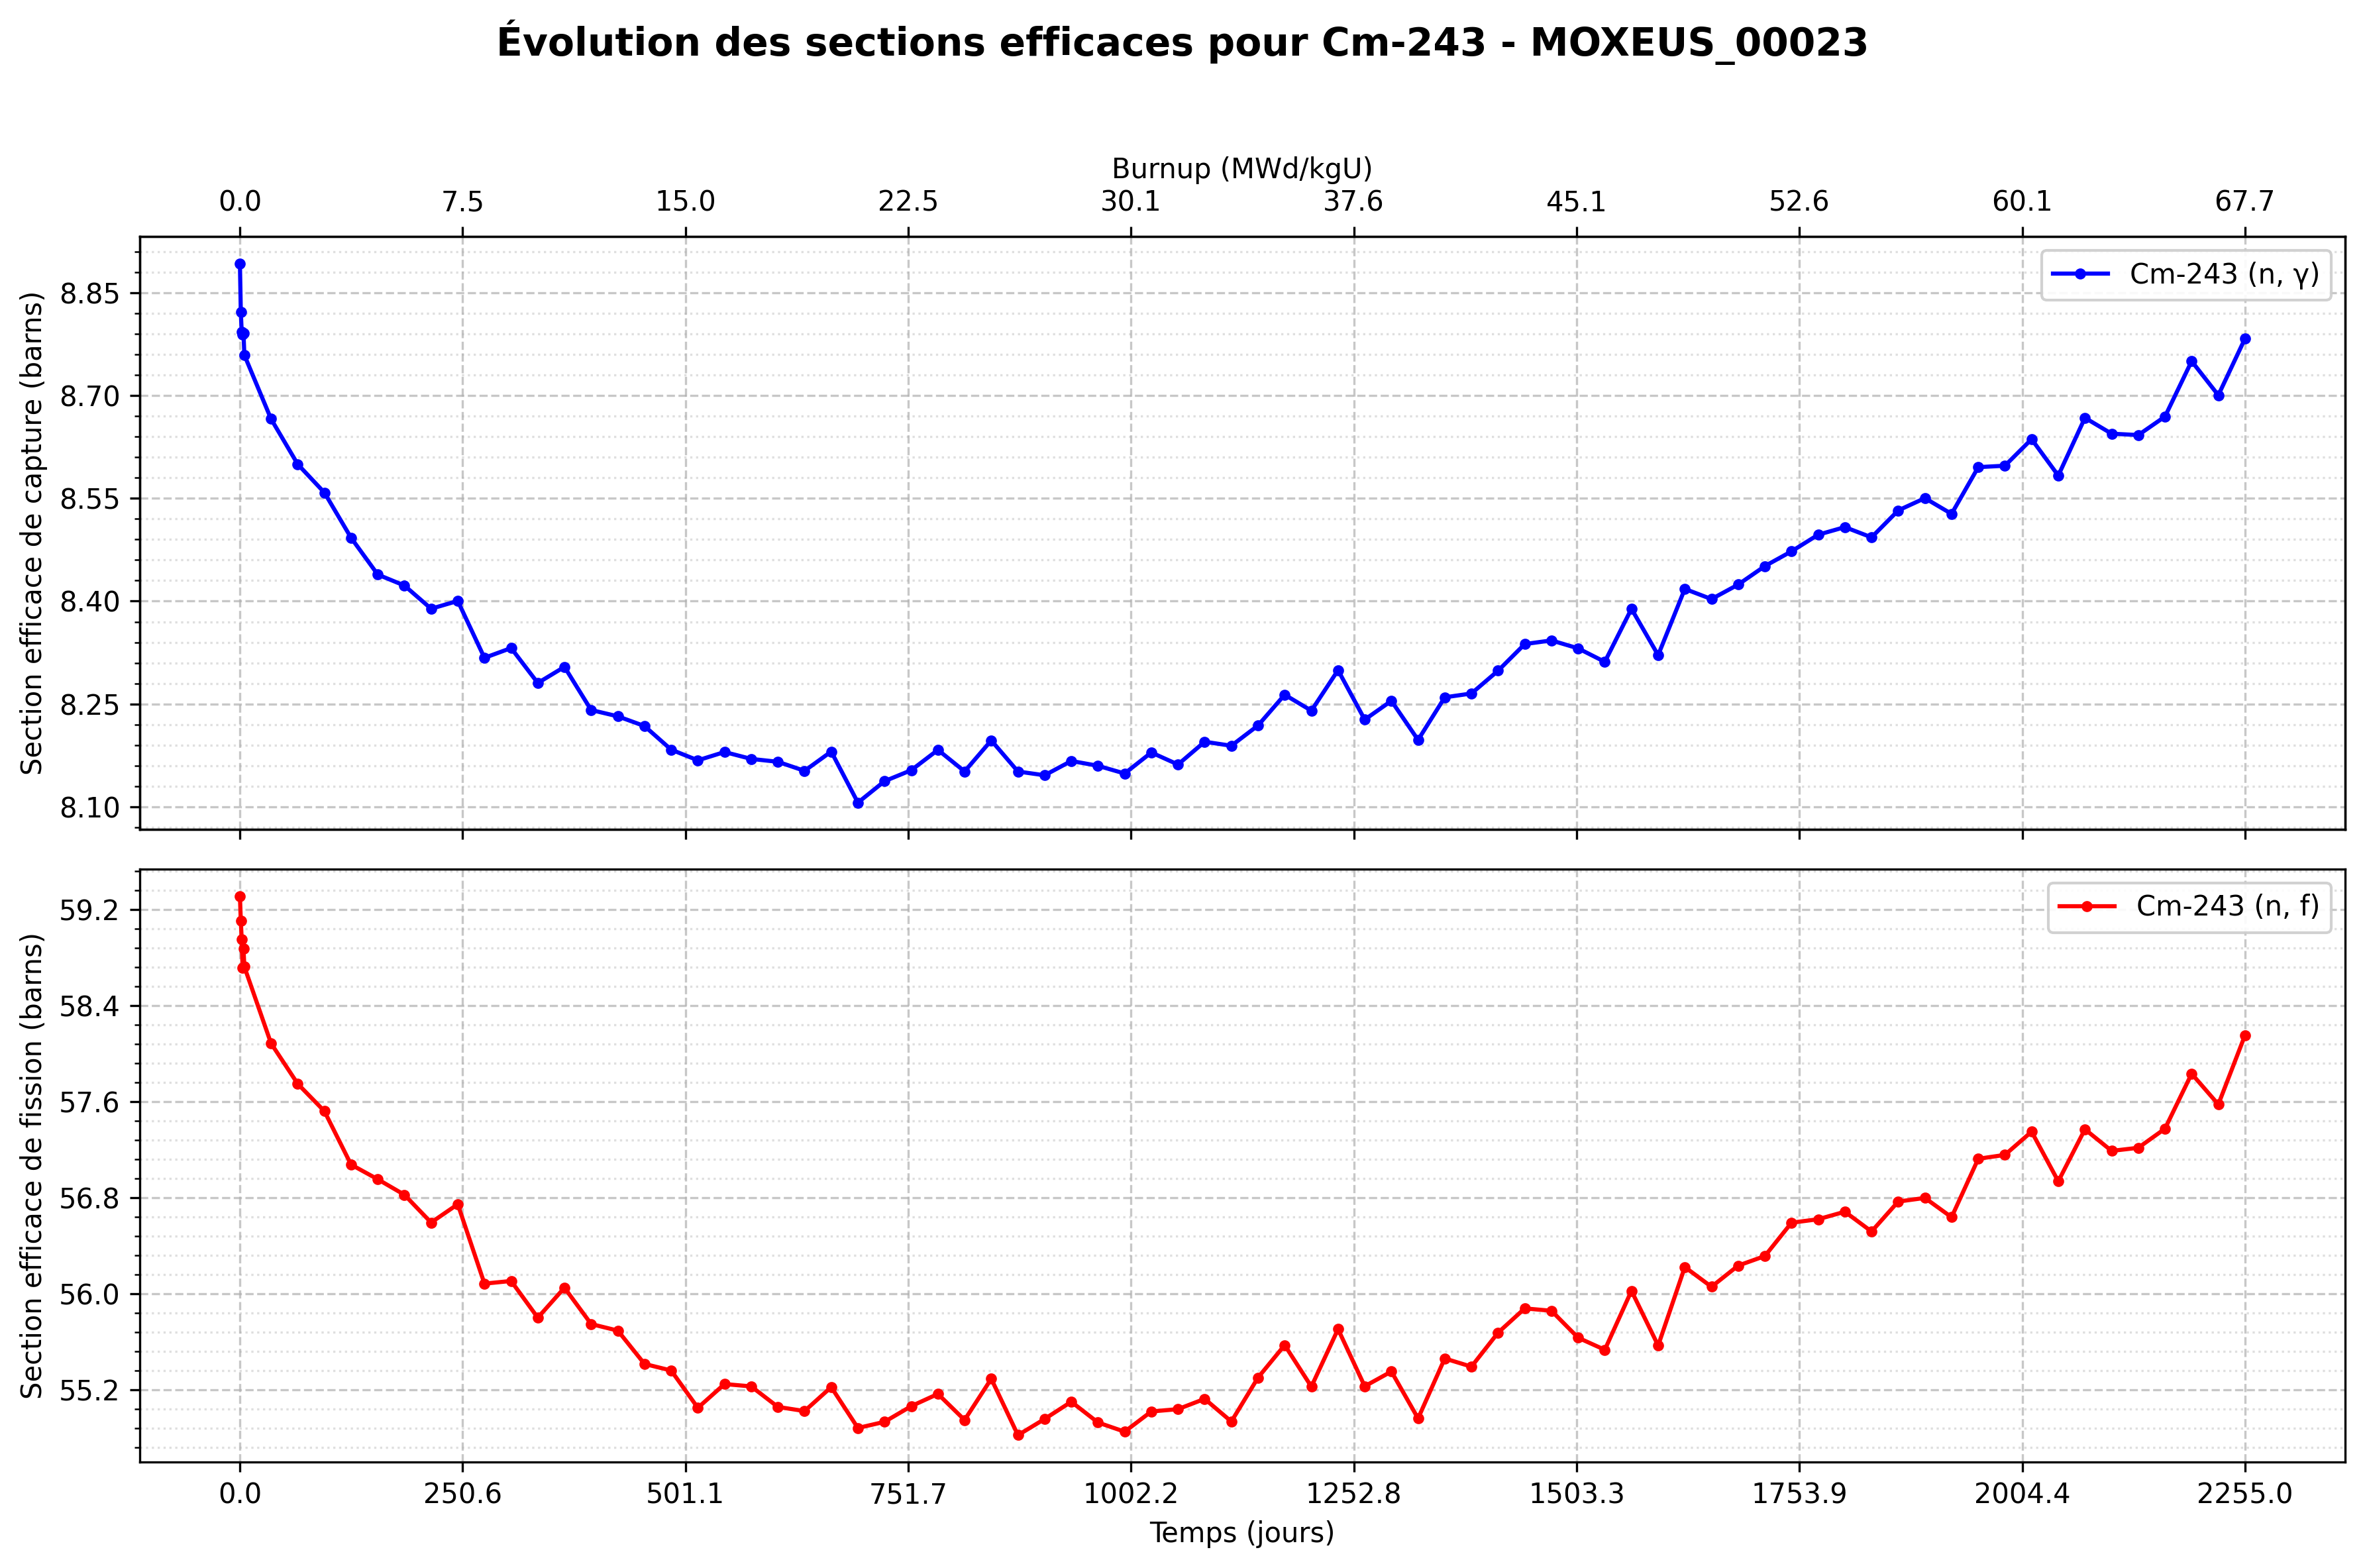 Évolution des sections efficaces pour Cm-243 - MOXEUS_00023
Burnup (MWd/kgU)
0.0 7.5 15.0 22.5 30.1 37.6 45.1 52.6 60.1 67.7
Section efficace de capture (barns)
8.85
8.70
8.55
8.40
8.25
8.10
Cm-243 (n, γ)
Section efficace de fission (barns)
59.2
58.4
57.6
56.8
56.0
55.2
Cm-243 (n, f)
0.0 250.6 501.1 751.7 1002.2 1252.8 1503.3 1753.9 2004.4 2255.0
Temps (jours)